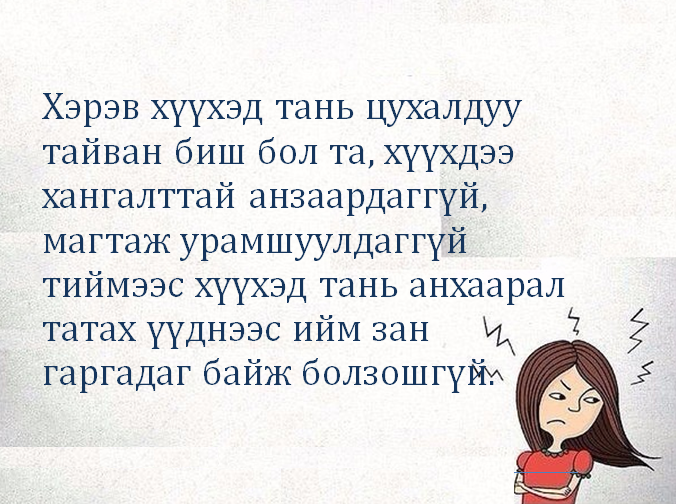 Хэрэв хүүхэд тань цухалдуу
тайван биш бол та, хүүхдээ
хангалттай анзаардаггүй,
магтаж урамшуулдаггүй
тиймээс хүүхэд тань анхаарал
татах үүднээс ийм зан
гаргадаг байж болзошгүй.